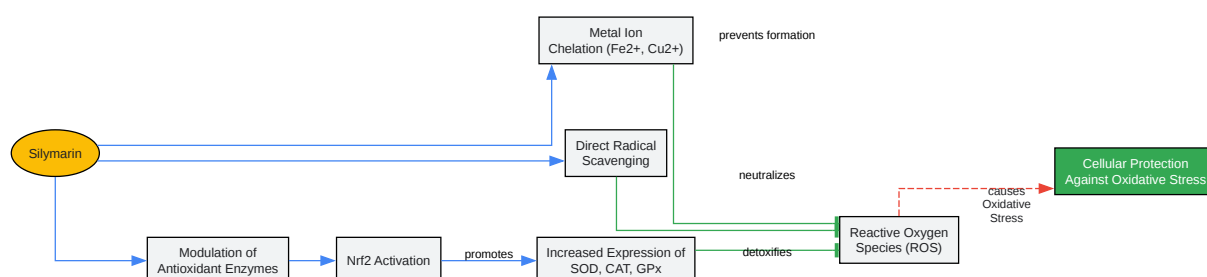 Metal Ion
Chelation (Fe2+, Cu2+)
prevents formation
Silymarin
Direct Radical
Scavenging
neutralizes
Cellular Protection
Against Oxidative Stress
causes
Oxidative
Stress
Modulation of
Antioxidant Enzymes
Nrf2 Activation
promotes
Increased Expression of
SOD, CAT, GPx
detoxifies
Reactive Oxygen
Species (ROS)